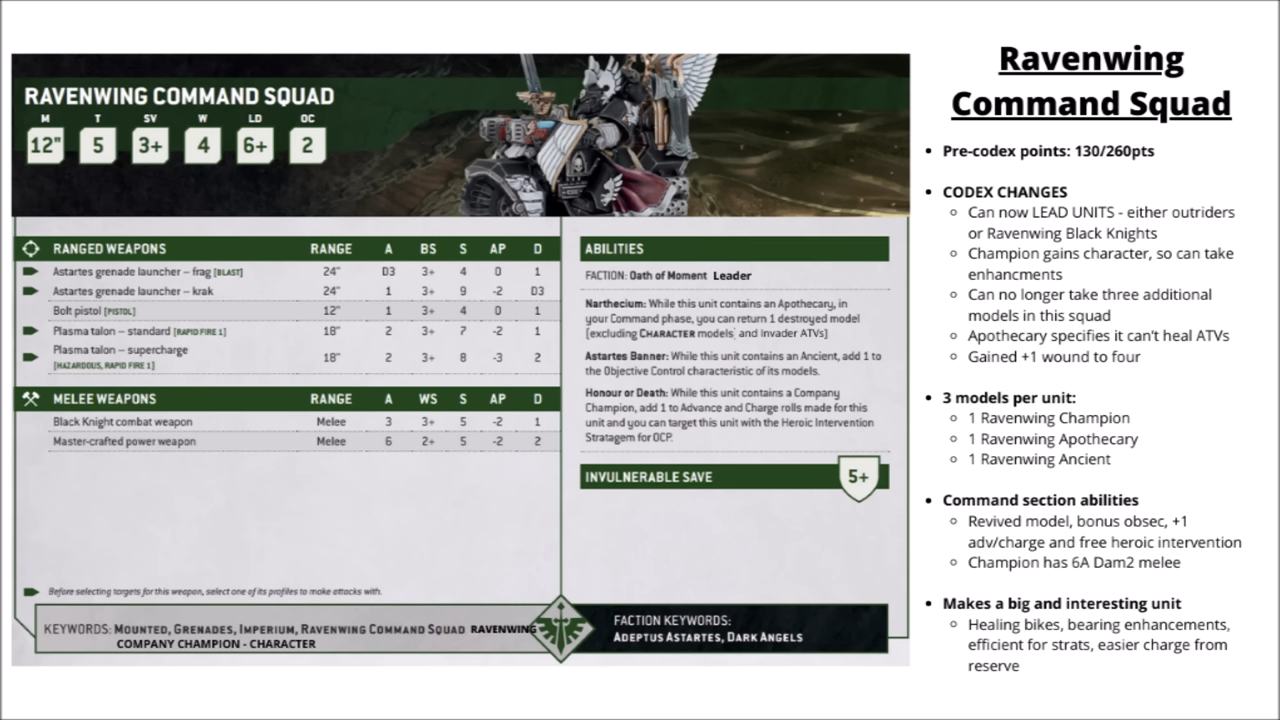 RAVENWING COMMAND SQUAD
M T SV W LD OC
12" 5 3+ 4 6+ 2
RANGED WEAPONS RANGE A BS S AP D
Astartes grenade launcher – frag [BLAST] 24" D3 3+ 4 0 1
Astartes grenade launcher – krak 24" 1 3+ 9 -2 D3
Bolt pistol [PISTOL] 12" 1 3+ 4 0 1
Plasma talon – standard [RAPID FIRE 1] 18" 2 3+ 7 -2 1
Plasma talon – supercharge
[HAZARDOUS, RAPID FIRE 1] 18" 2 3+ 8 -3 2
MELEE WEAPONS RANGE A WS S AP D
Black Knight combat weapon Melee 3 3+ 5 -2 1
Master-crafted power weapon Melee 6 2+ 5 -2 2
Before selecting targets for this weapon, select one of its profiles to make attacks with.
ABILITIES
FACTION: Oath of Moment Leader
Narthecium: While this unit contains an Apothecary, in
your Command phase, you can return 1 destroyed model
[excluding CHARACTER models and Invader ATVs]
Astartes Banner: While this unit contains an Ancient, add 1 to
the Objective Control characteristic of its models.
Honour or Death: While this unit contains a Company
Champion, add 1 to Advance and Charge rolls made for this
unit and you can target this unit with the Heroic Intervention
Stratagem for 0CP.
INVULNERABLE SAVE 5+
KEYWORDS: MOUNTED, GRENADES, IMPERIUM, RAVENWING COMMAND SQUAD RAVENWING
COMPANY CHAMPION - CHARACTER
FACTION KEYWORDS:
ADEPTUS ASTARTES, DARK ANGELS
Ravenwing
Command Squad
• Pre-codex points: 130/260pts
• CODEX CHANGES
○ Can now LEAD UNITS - either outriders
or Ravenwing Black Knights
○ Champion gains character, so can take
enhancments
○ Can no longer take three additional
models in this squad
○ Apothecary specifies it can't heal ATVs
○ Gained +1 wound to four
• 3 models per unit:
○ 1 Ravenwing Champion
○ 1 Ravenwing Apothecary
○ 1 Ravenwing Ancient
• Command section abilities
○ Revived model, bonus obsec, +1
adv/charge and free heroic intervention
○ Champion has 6A Dam2 melee
• Makes a big and interesting unit
○ Healing bikes, bearing enhancements,
efficient for strats, easier charge from
reserve